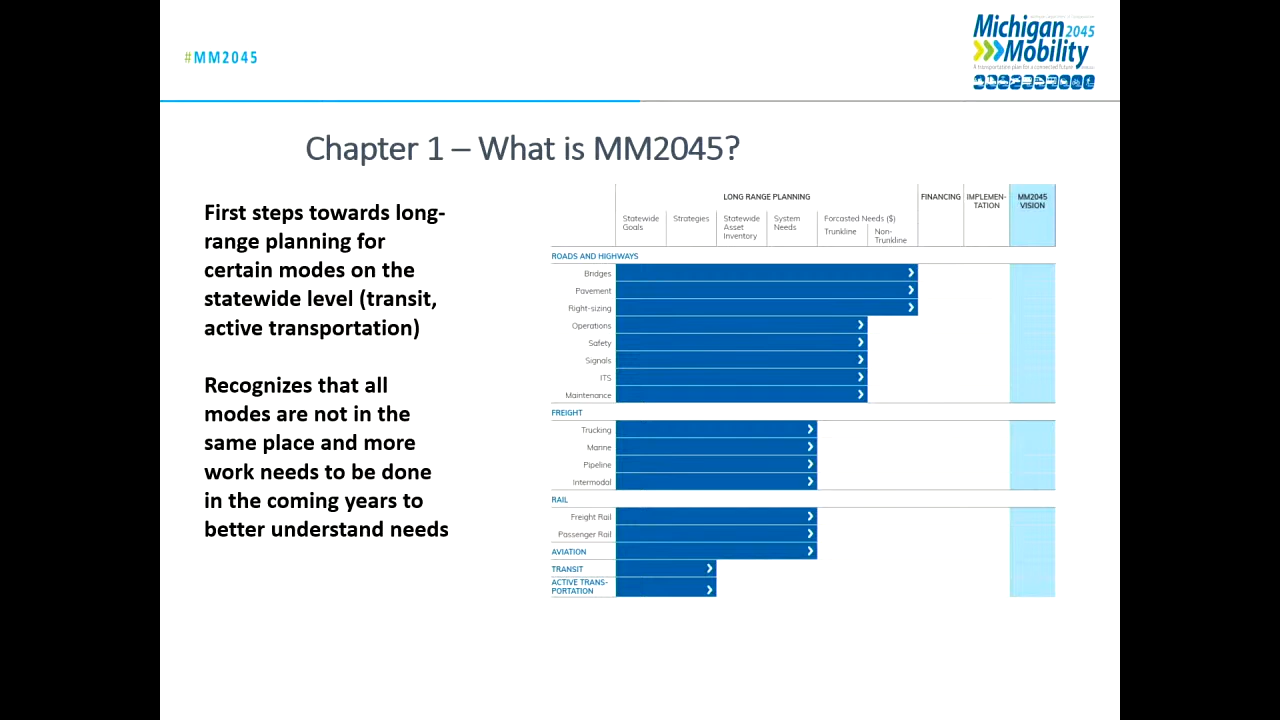 #MM2045
Michigan 2045
Mobility
A transportation plan for a connected future.
Chapter 1 – What is MM2045?
First steps towards long-
range planning for
certain modes on the
statewide level (transit,
active transportation)
Recognizes that all
modes are not in the
same place and more
work needs to be done
in the coming years to
better understand needs
LONG RANGE PLANNING
FINANCING
IMPLEMEN-
TATION
MM2045
VISION
Statewide
Goals
Strategies
Statewide
Asset
Inventory
System
Needs
Forcasted Needs ($)
Trunkline
Non-
Trunkline
ROADS AND HIGHWAYS
Bridges
Pavement
Right-sizing
Operations
Safety
Signals
ITS
Maintenance
FREIGHT
Trucking
Marine
Pipeline
Intermodal
RAIL
Freight Rail
Passenger Rail
AVIATION
TRANSIT
ACTIVE TRANS-
PORTATION